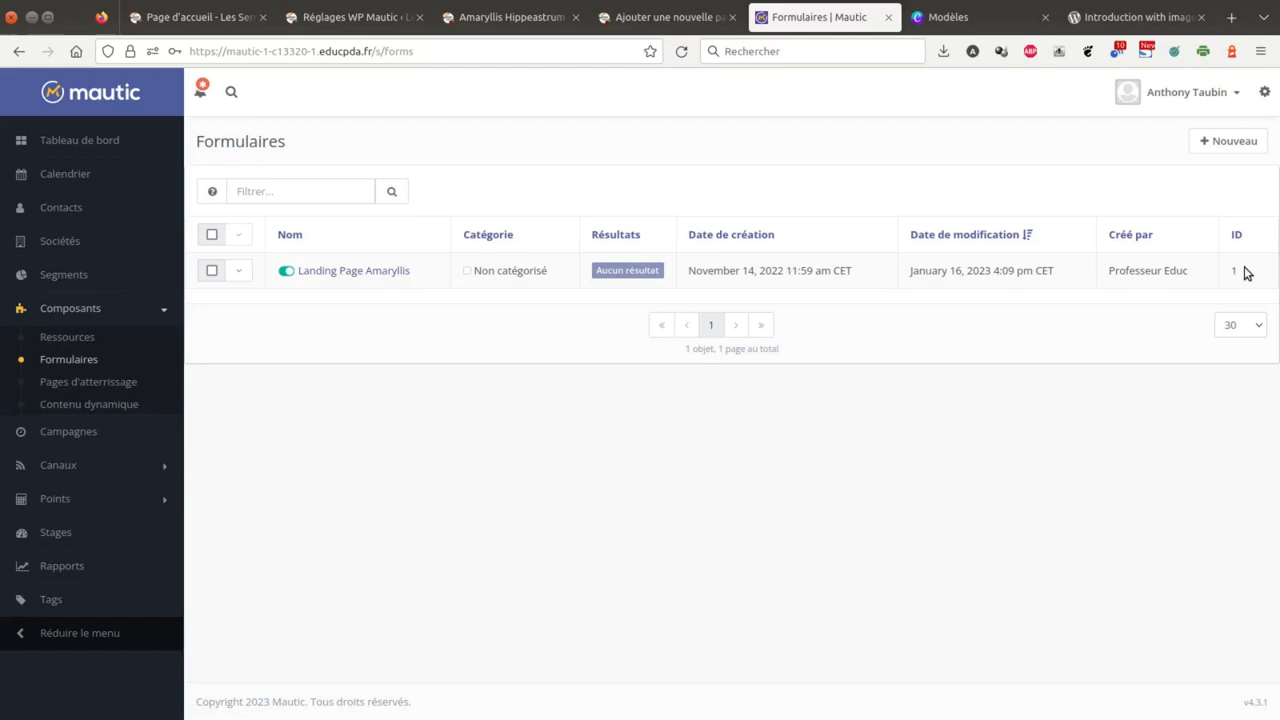 Page d'accueil - Les Ser
Réglages WP Mautic ‹ L
Amaryllis Hippeastrum
Ajouter une nouvelle pa
Formulaires | Mautic
Modèles
Introduction with imag
https://mautic-1-c13320-1.educpda.fr/s/forms
Rechercher
ABP
10
New
mautic
Anthony Taubin
Tableau de bord
Calendrier
Contacts
Sociétés
Segments
Composants
Ressources
Formulaires
Pages d'atterrissage
Contenu dynamique
Campagnes
Canaux
Points
Stages
Rapports
Tags
Réduire le menu
Formulaires
+ Nouveau
Filtrer...
Nom Catégorie Résultats Date de création Date de modification Créé par ID
Landing Page Amaryllis Non catégorisé Aucun résultat November 14, 2022 11:59 am CET January 16, 2023 4:09 pm CET Professeur Educ 1
« ‹ 1 › »
30
1 objet, 1 page au total
Copyright 2023 Mautic. Tous droits réservés.
v4.3.1